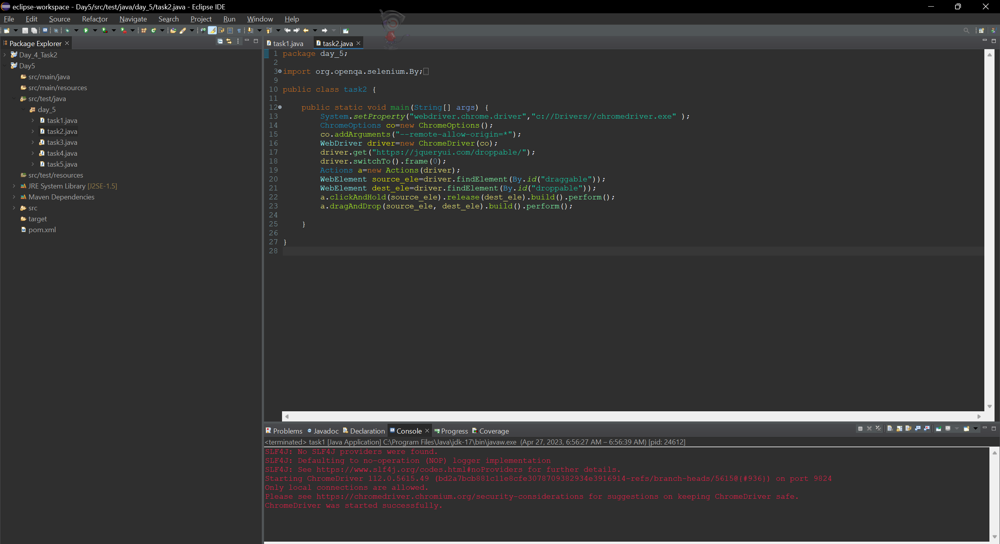 eclipse-workspace - Day5/src/test/java/day_5/task2.java - Eclipse IDE
File Edit Source Refactor Navigate Search Project Run Window Help
Package Explorer
Day_4_Task2
Day5
src/main/java
src/main/resources
src/test/java
day_5
task1.java
task2.java
task3.java
task4.java
task5.java
src/test/resources
JRE System Library [J2SE-1.5]
Maven Dependencies
src
target
pom.xml
task1.java task2.java
1 package day_5;
2
3 import org.openqa.selenium.By;
9
10 public class task2 {
11
12 public static void main(String[] args) {
13 System.setProperty("webdriver.chrome.driver","c://Drivers//chromedriver.exe" );
14 ChromeOptions co=new ChromeOptions();
15 co.addArguments("--remote-allow-origin=*");
16 WebDriver driver=new ChromeDriver(co);
17 driver.get("https://jqueryui.com/droppable/");
18 driver.switchTo().frame(0);
19 Actions a=new Actions(driver);
20 WebElement source_ele=driver.findElement(By.id("draggable"));
21 WebElement dest_ele=driver.findElement(By.id("droppable"));
22 a.clickAndHold(source_ele).release(dest_ele).build().perform();
23 a.dragAndDrop(source_ele, dest_ele).build().perform();
24
25 }
26
27 }
28
Problems Javadoc Declaration Console Progress Coverage
<terminated> task1 [Java Application] C:\Program Files\Java\jdk-17\bin\javaw.exe (Apr 27, 2023, 6:56:27 AM – 6:56:39 AM) [pid: 24612]
SLF4J: No SLF4J providers were found.
SLF4J: Defaulting to no-operation (NOP) logger implementation
SLF4J: See https://www.slf4j.org/codes.html#noProviders for further details.
Starting ChromeDriver 112.0.5615.49 (bd2a7bcb881c11e8cfe3078709382934e3916914-refs/branch-heads/5615@{#936}) on port 9824
Only local connections are allowed.
Please see https://chromedriver.chromium.org/security-considerations for suggestions on keeping ChromeDriver safe.
ChromeDriver was started successfully.